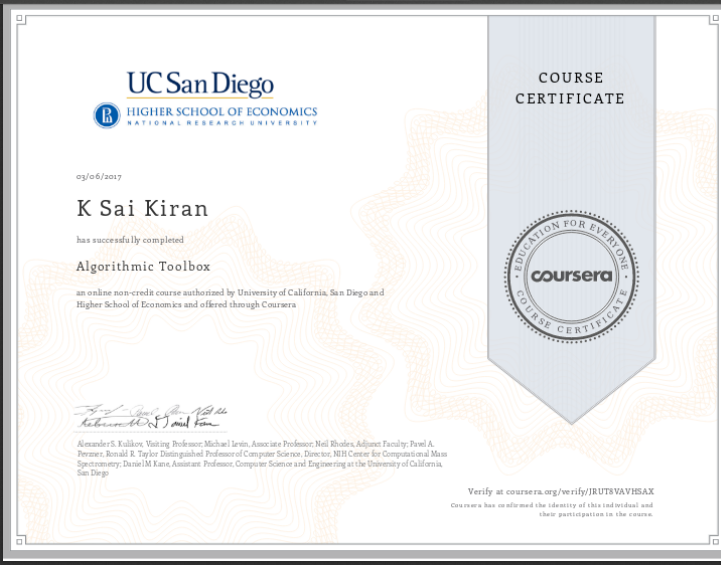 UC San Diego
HIGHER SCHOOL OF ECONOMICS
NATIONAL RESEARCH UNIVERSITY
COURSE
CERTIFICATE
03/06/2017
K Sai Kiran
has successfully completed
Algorithmic Toolbox
an online non-credit course authorized by University of California, San Diego and
Higher School of Economics and offered through Coursera
EDUCATION FOR EVERYONE
coursera
COURSE CERTIFICATE
Alexander S. Kulikov, Visiting Professor; Michael Levin, Associate Professor; Neil Rhodes, Adjunct Faculty; Pavel A.
Pevzner, Ronald R. Taylor Distinguished Professor of Computer Science, Director, NIH Center for Computational Mass
Spectrometry; Daniel M Kane, Assistant Professor, Computer Science and Engineering at the University of California,
San Diego
Verify at coursera.org/verify/JRUT8VAVHSAX
Coursera has confirmed the identity of this individual and
their participation in the course.